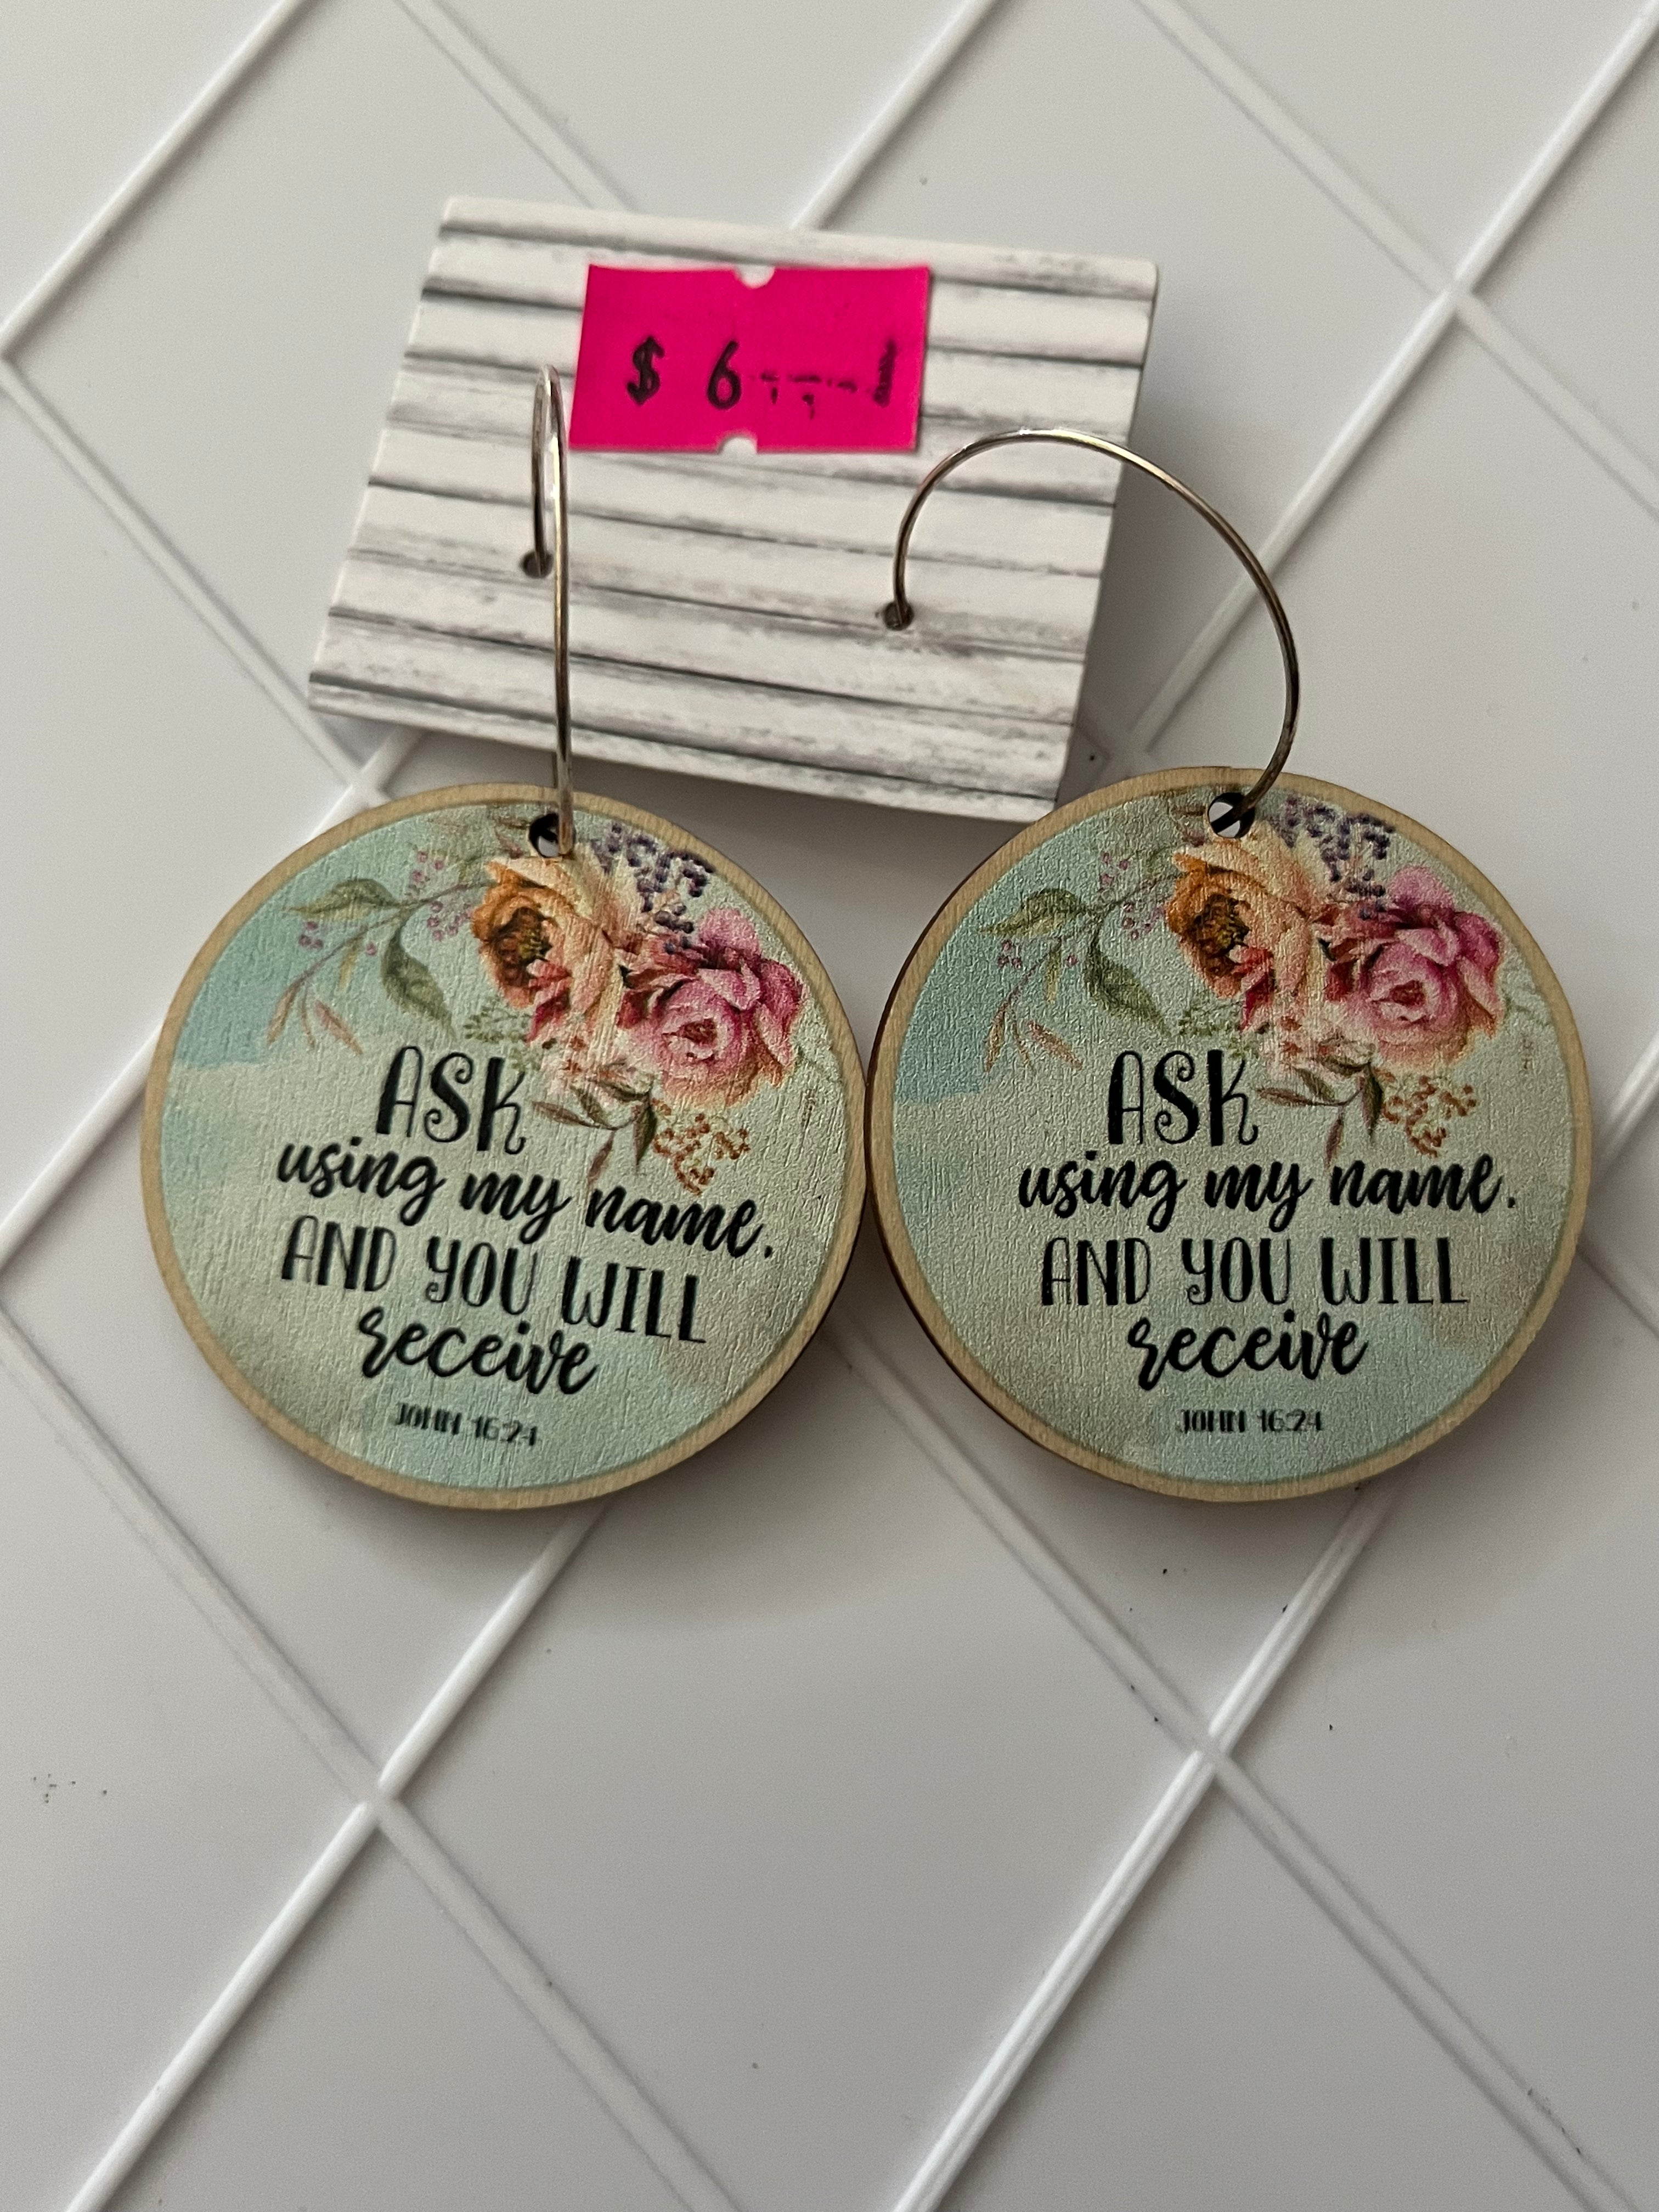 $ 6
ASK
using my name.
AND YOU WILL
receive
JOHN 16:24
ASK
using my name.
AND YOU WILL
receive
JOHN 16:24